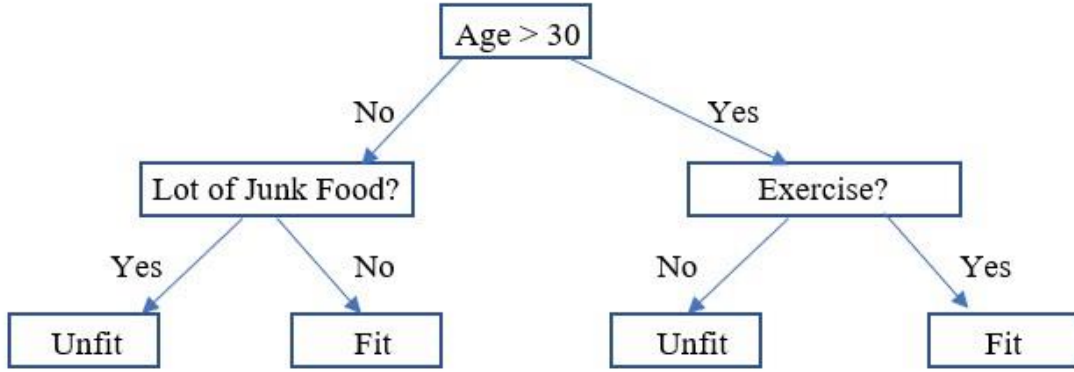 Age > 30
No
Yes
Lot of Junk Food?
Exercise?
Yes
No
No
Yes
Unfit
Fit
Unfit
Fit